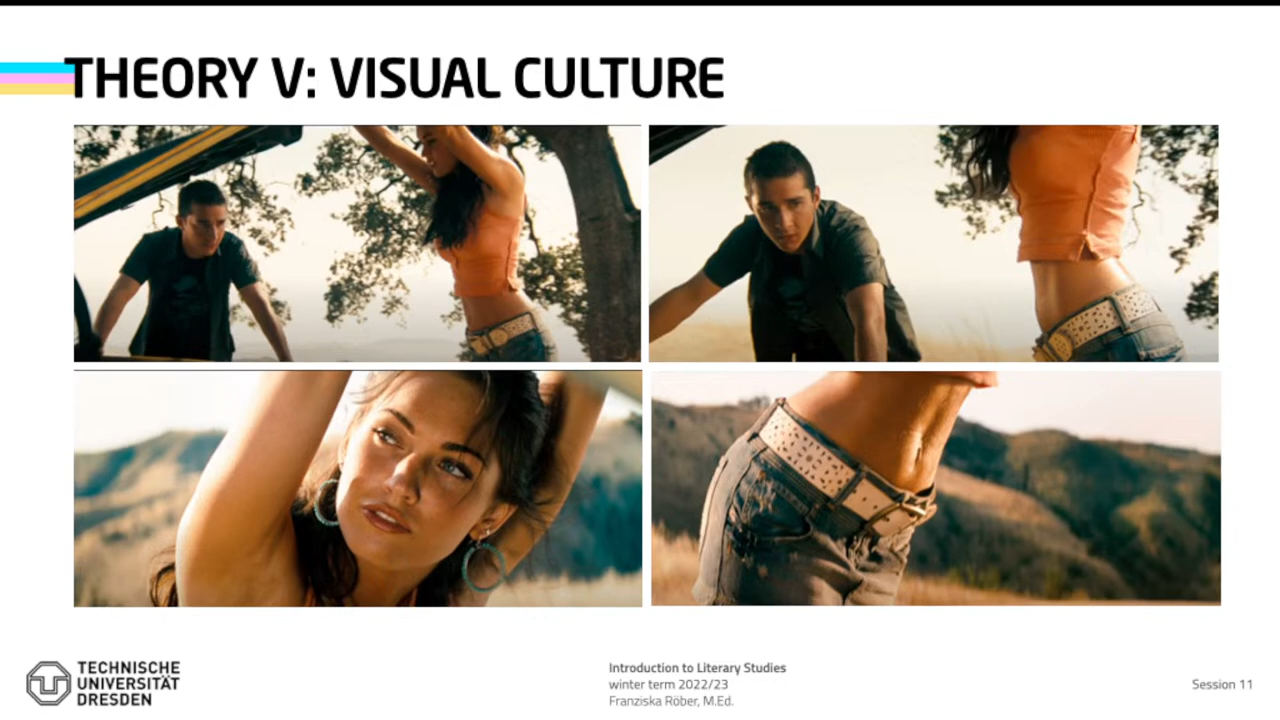 THEORY V: VISUAL CULTURE
TECHNISCHE
UNIVERSITÄT
DRESDEN
Introduction to Literary Studies
winter term 2022/23
Franziska Röber, M.Ed.
Session 11